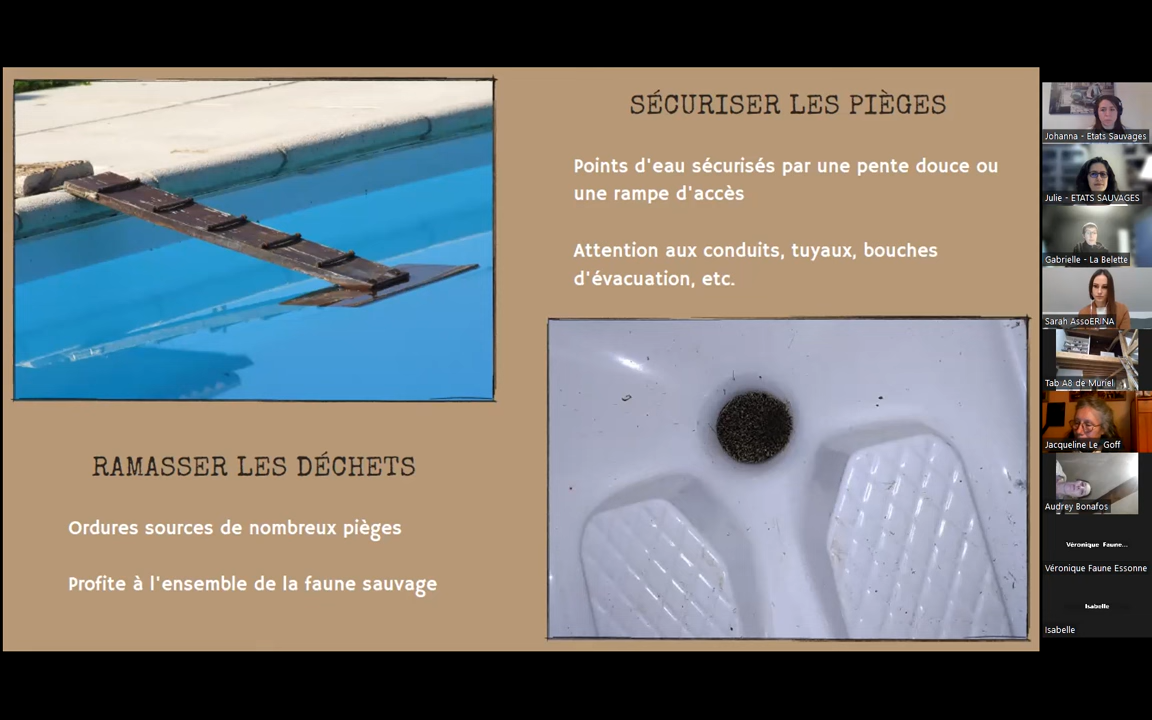 SÉCURISER LES PIÈGES
Points d'eau sécurisés par une pente douce ou
une rampe d'accès
Attention aux conduits, tuyaux, bouches
d'évacuation, etc.
RAMASSER LES DÉCHETS
Ordures sources de nombreux pièges
Profite à l'ensemble de la faune sauvage
Johanna - Etats Sauvages
Julie - ETATS SAUVAGES
Gabrielle - La Belette
Sarah AssoERINA
Tab A8 de Muriel
Jacqueline Le Goff
Audrey Bonafos
Véronique Faune...
Véronique Faune Essonne
Isabelle
Isabelle